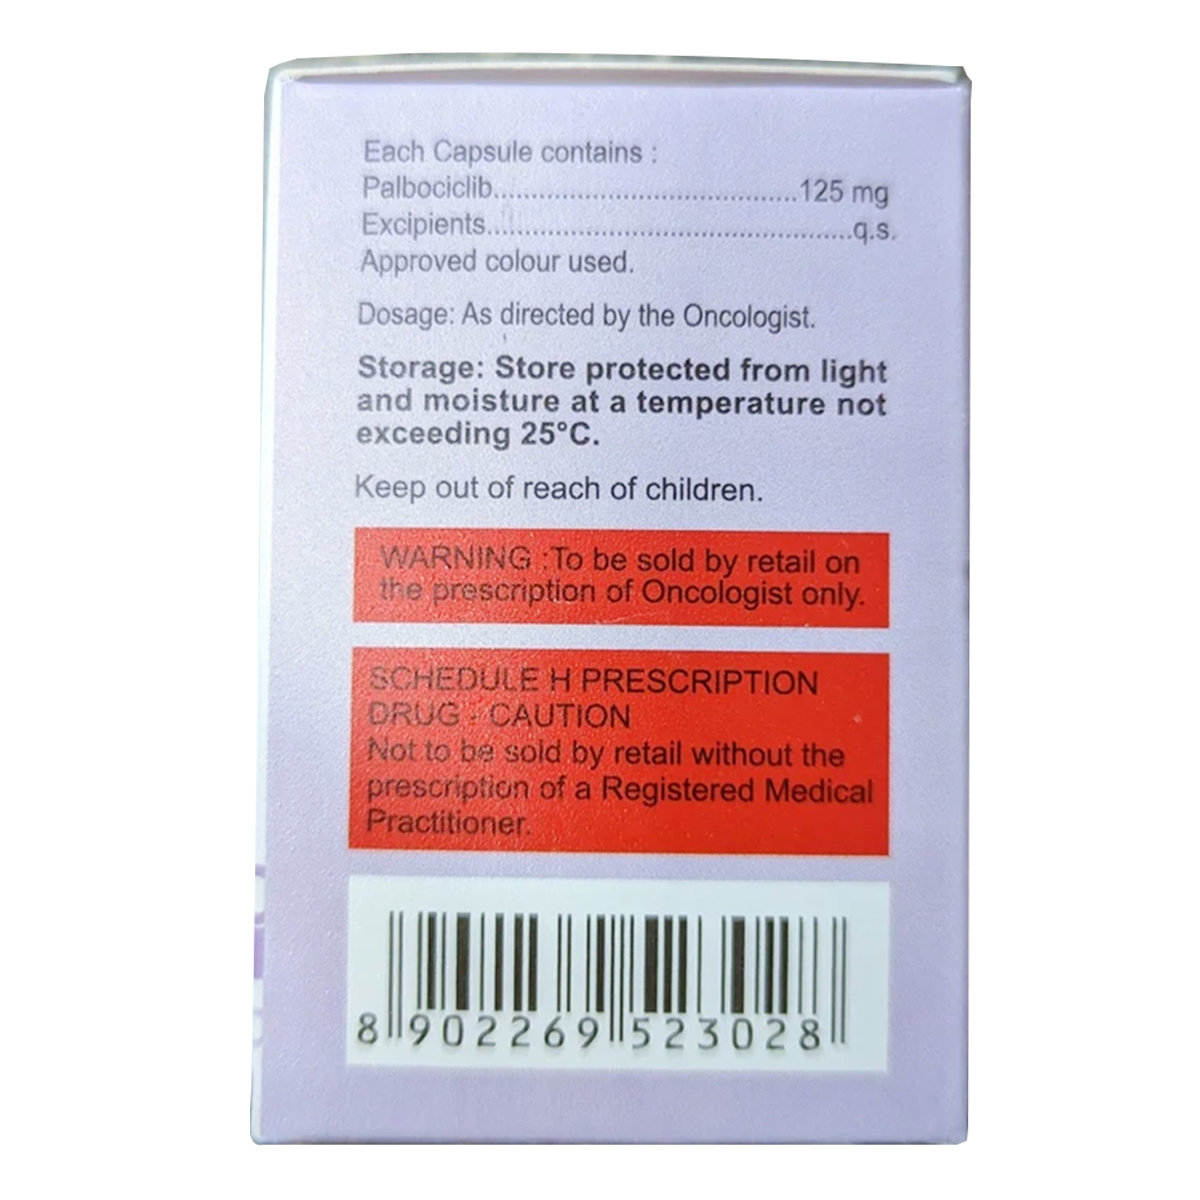 Each Capsule contains :
Palbociclib..........................................125 mg
Excipients..................................................q.s.
Approved colour used.
Dosage: As directed by the Oncologist.
Storage: Store protected from light
and moisture at a temperature not
exceeding 25°C.
Keep out of reach of children.
WARNING :To be sold by retail on
the prescription of Oncologist only.
SCHEDULE H PRESCRIPTION
DRUG - CAUTION
Not to be sold by retail without the
prescription of a Registered Medical
Practitioner.
8 902269 523028